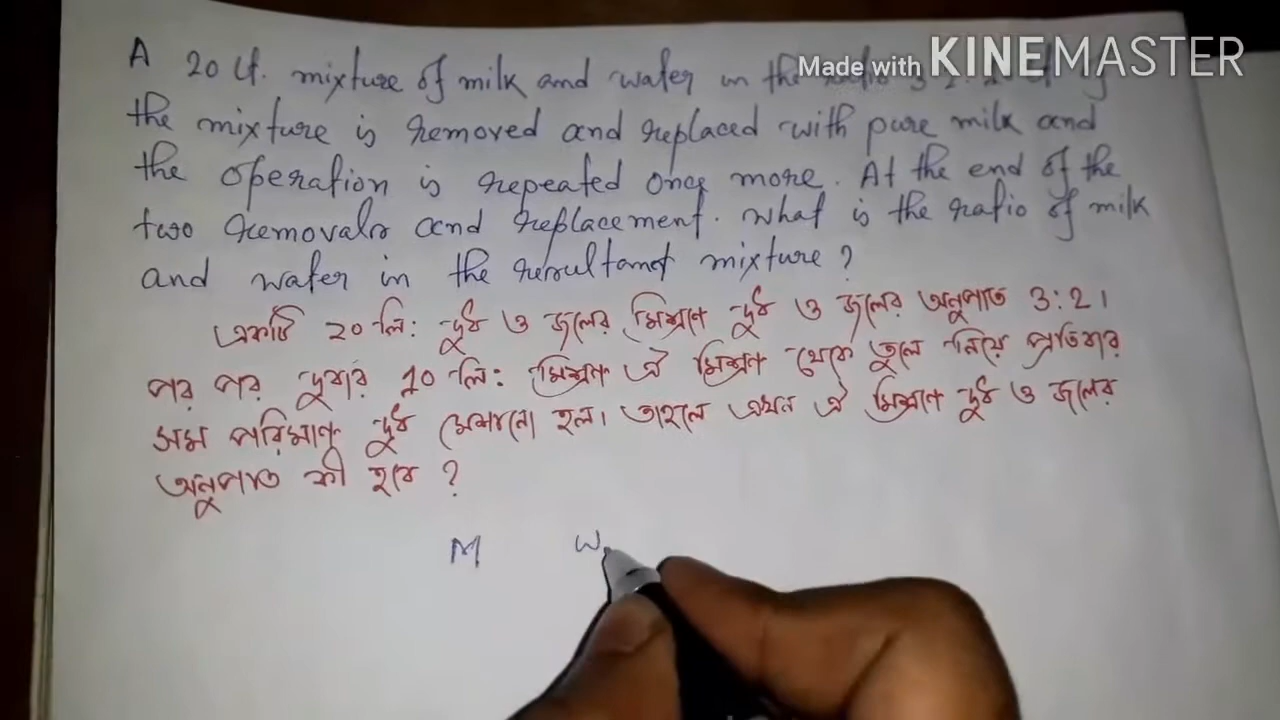 Made with KINEMASTER
A 20 Lt. mixture of milk and water in the
the mixture is removed and replaced with pure milk and
the operation is repeated once more. At the end of the
two removals and replacement. What is the ratio of milk
and water in the resultant mixture ?
একটি ২০ লি: দুধ ও জলের মিশ্রণে দুধ ও জলের অনুপাত 3:2।
পর পর দুবার 10 লি: মিশ্রণ ঐ মিশ্রণ থেকে তুলে নিয়ে প্রতিবার
সম পরিমাণ দুধ মেশানো হল। তাহলে এখন ঐ মিশ্রণে দুধ ও জলের
অনুপাত কী হবে ?
M W